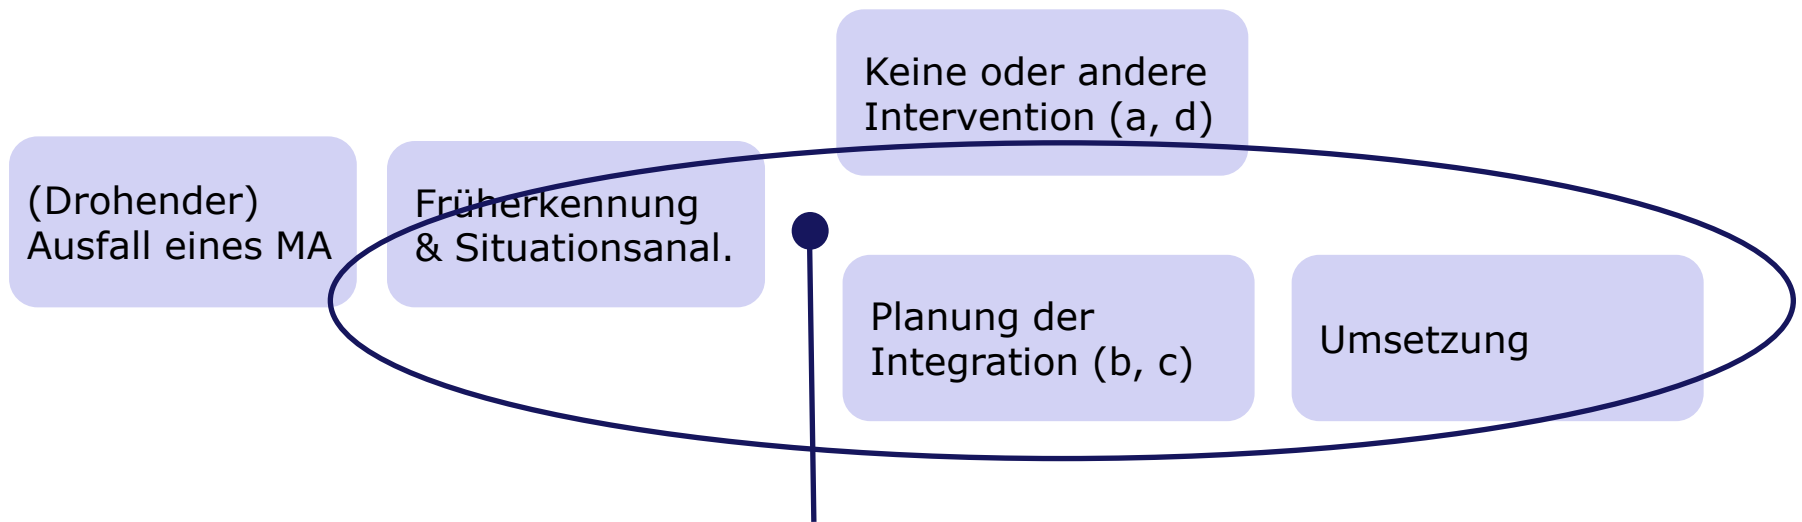 Keine oder andere
Intervention (a, d)
(Drohender)
Ausfall eines MA
Früherkennung
& Situationsanal.
Planung der
Integration (b, c)
Umsetzung